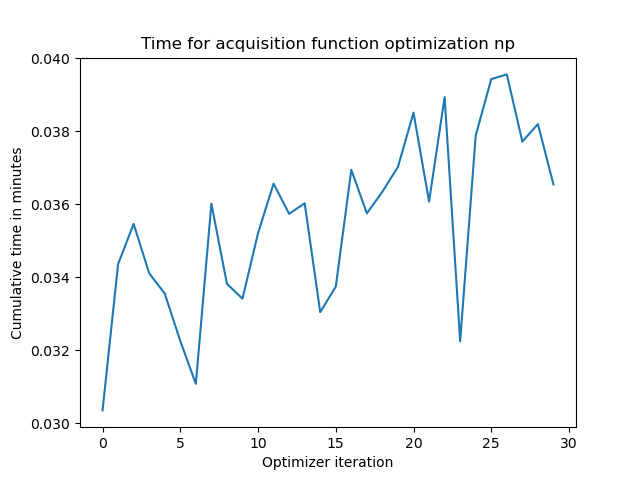 Time for acquisition function optimization np
0.040
0.038
0.036
0.034
0.032
0.030
Cumulative time in minutes
0 5 10 15 20 25 30
Optimizer iteration